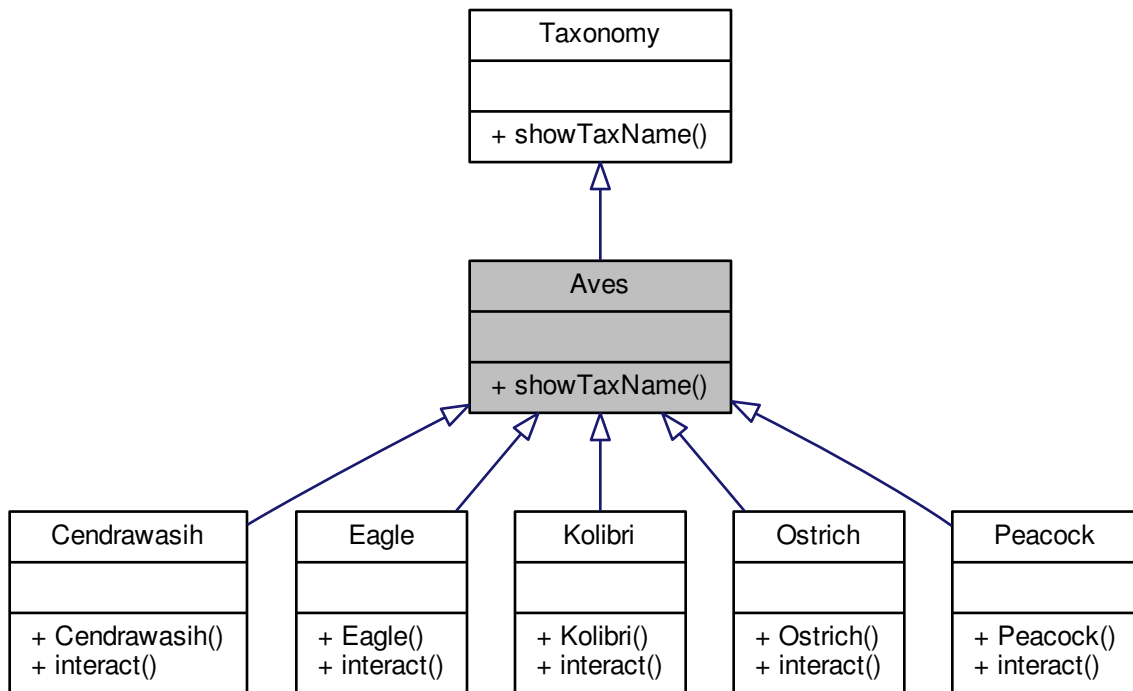 Taxonomy
+ showTaxName()
Aves
+ showTaxName()
Cendrawasih
+ Cendrawasih()
+ interact()
Eagle
+ Eagle()
+ interact()
Kolibri
+ Kolibri()
+ interact()
Ostrich
+ Ostrich()
+ interact()
Peacock
+ Peacock()
+ interact()